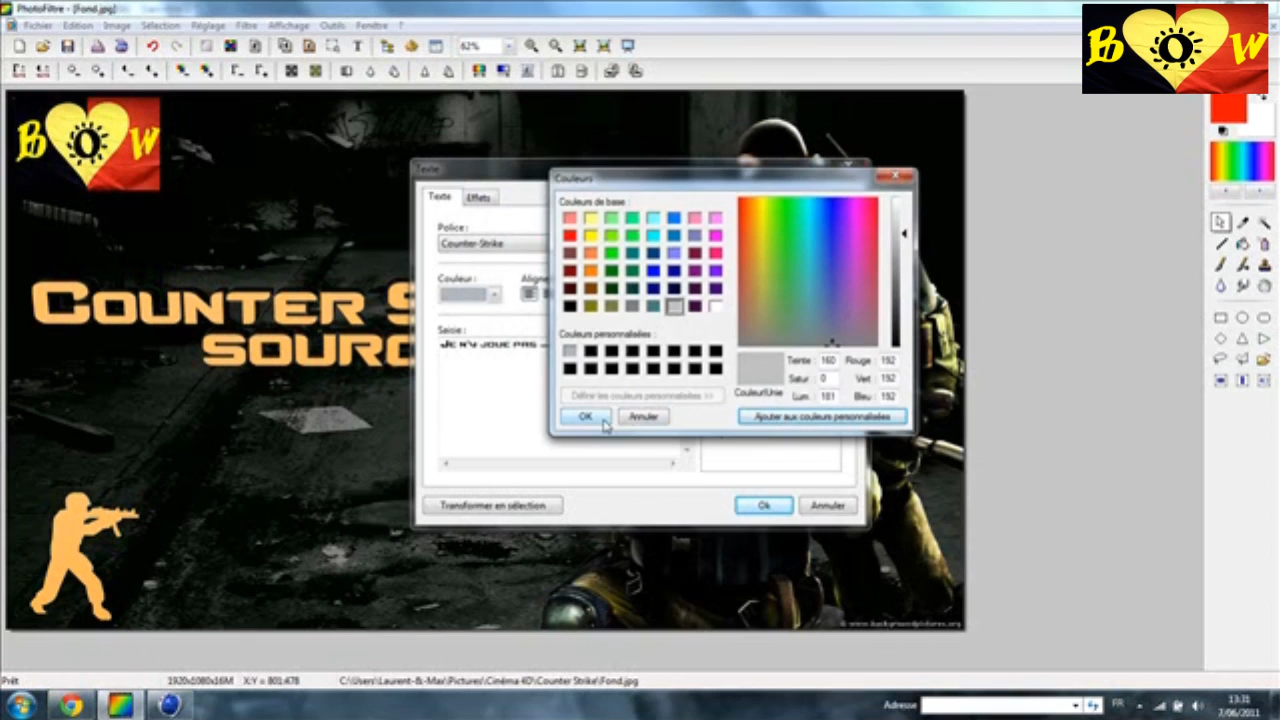 PhotoFiltre - [Fond.jpg]
Fichier Edition Image Sélection Réglage Filtre Affichage Outils Fenêtre ?
62%
B O W
B O W
Texte
Couleurs
Texte Effets
Couleurs de base :
Police :
Counter-Strike
Couleur :
COUNTER S
SOURC
Saisie :
Couleurs personnalisées :
JE N'Y JOUE PAS
Teinte : 160 Rouge : 192
Satur 0 Vert : 192
Couleur|Unie Lum. : 181 Bleu : 192
Définir les couleurs personnalisées >>
OK Annuler Ajouter aux couleurs personnalisées
Transformer en sélection Ok Annuler
© www.backgroundpictures.org
Prêt 1920x1080x16M X:Y = 801:478 C:\Users\Laurent-&-Max\Pictures\Cinéma 4D\Counter Strike\Fond.jpg
Adresse FR 13:31
7/06/2011